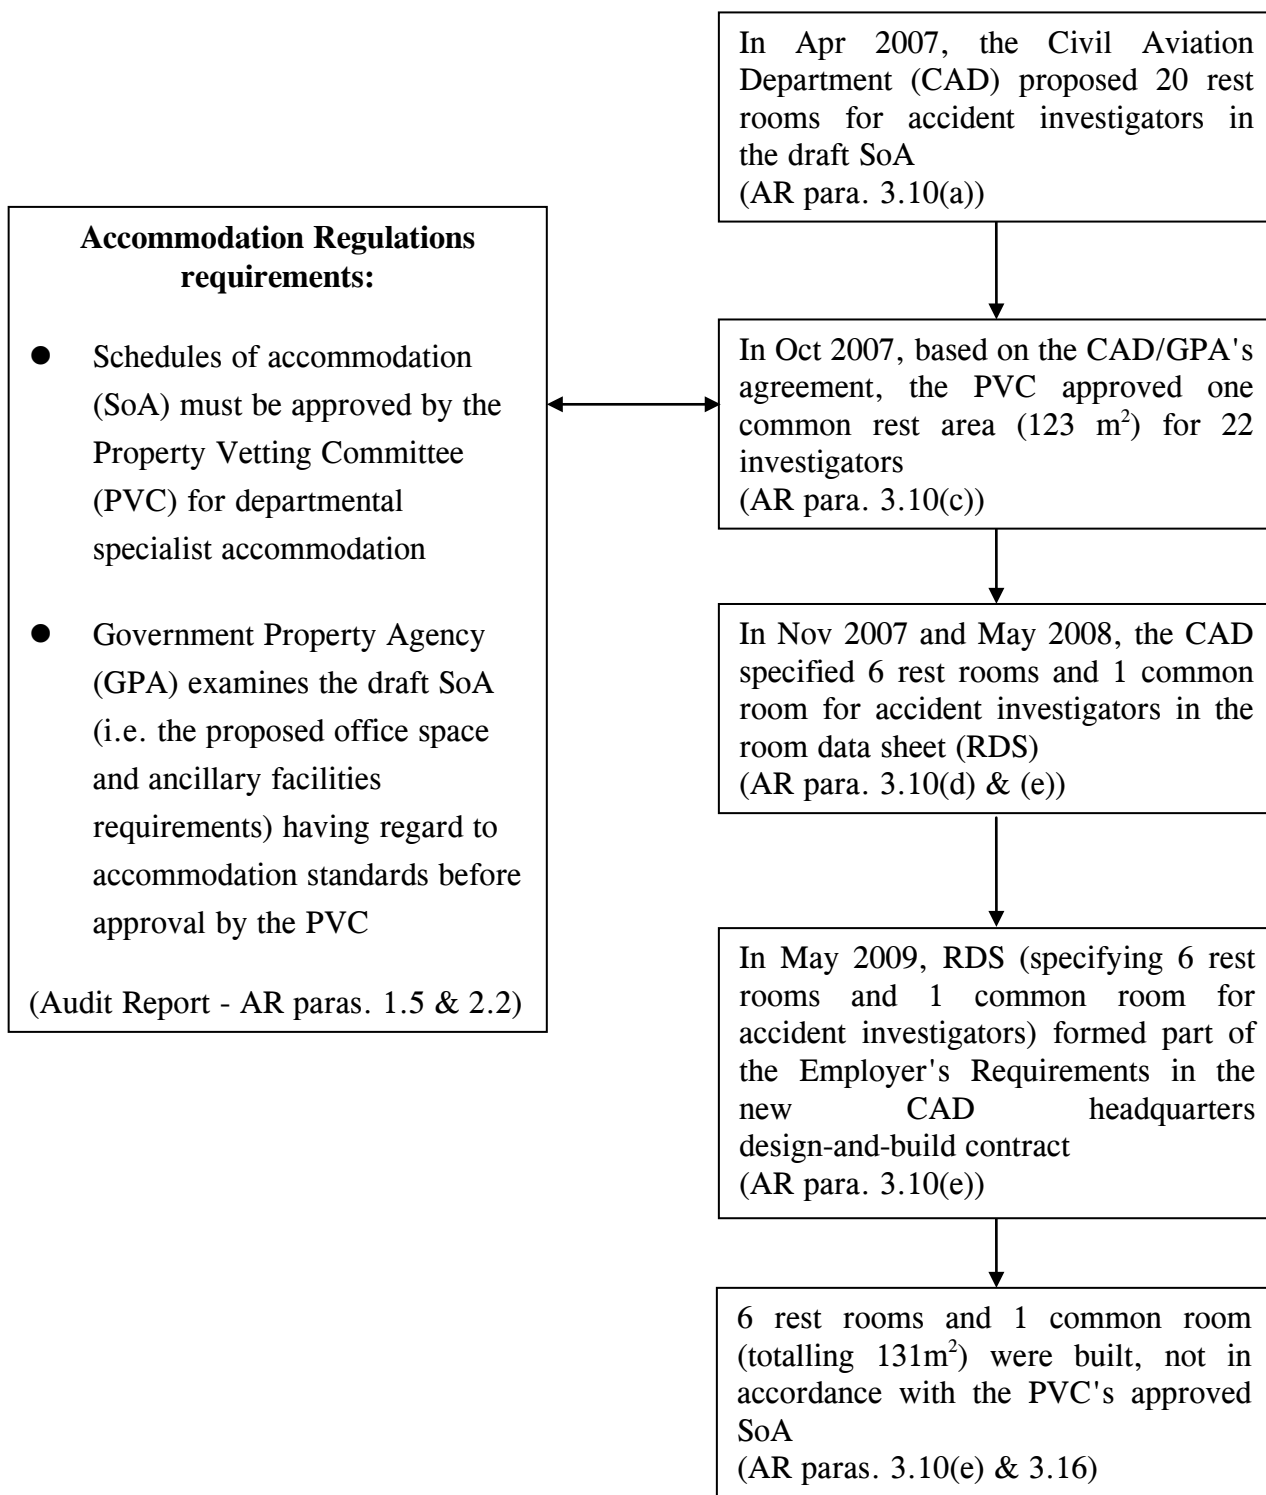 In Apr 2007, the Civil Aviation
Department (CAD) proposed 20 rest
rooms for accident investigators in
the draft SoA
(AR para. 3.10(a))
Accommodation Regulations
requirements:
● Schedules of accommodation
(SoA) must be approved by the
Property Vetting Committee
(PVC) for departmental
specialist accommodation
● Government Property Agency
(GPA) examines the draft SoA
(i.e. the proposed office space
and ancillary facilities
requirements) having regard to
accommodation standards before
approval by the PVC
(Audit Report - AR paras. 1.5 & 2.2)
In Oct 2007, based on the CAD/GPA's
agreement, the PVC approved one
common rest area (123 m²) for 22
investigators
(AR para. 3.10(c))
In Nov 2007 and May 2008, the CAD
specified 6 rest rooms and 1 common
room for accident investigators in the
room data sheet (RDS)
(AR para. 3.10(d) & (e))
In May 2009, RDS (specifying 6 rest
rooms and 1 common room for
accident investigators) formed part of
the Employer's Requirements in the
new CAD headquarters
design-and-build contract
(AR para. 3.10(e))
6 rest rooms and 1 common room
(totalling 131m²) were built, not in
accordance with the PVC's approved
SoA
(AR paras. 3.10(e) & 3.16)